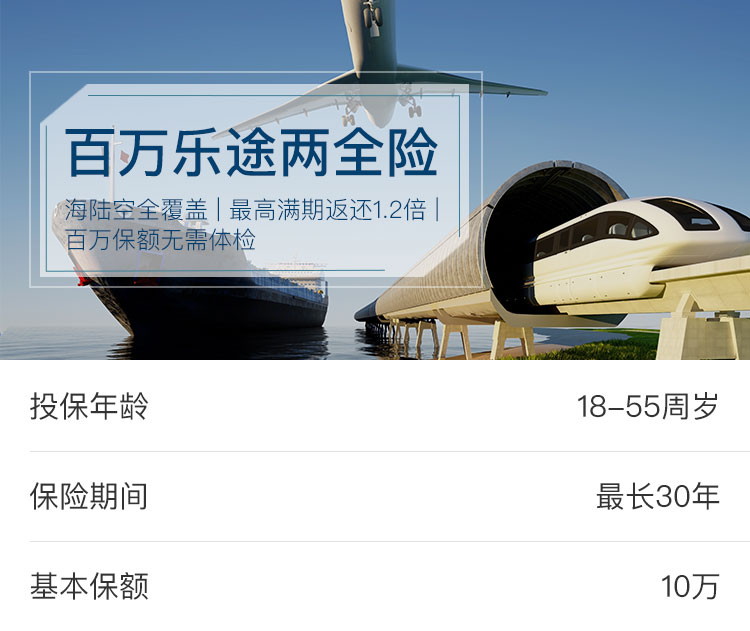 百万乐途两全险
海陆空全覆盖 | 最高满期返还1.2倍 |
百万保额无需体检
投保年龄 18-55周岁
保险期间 最长30年
基本保额 10万